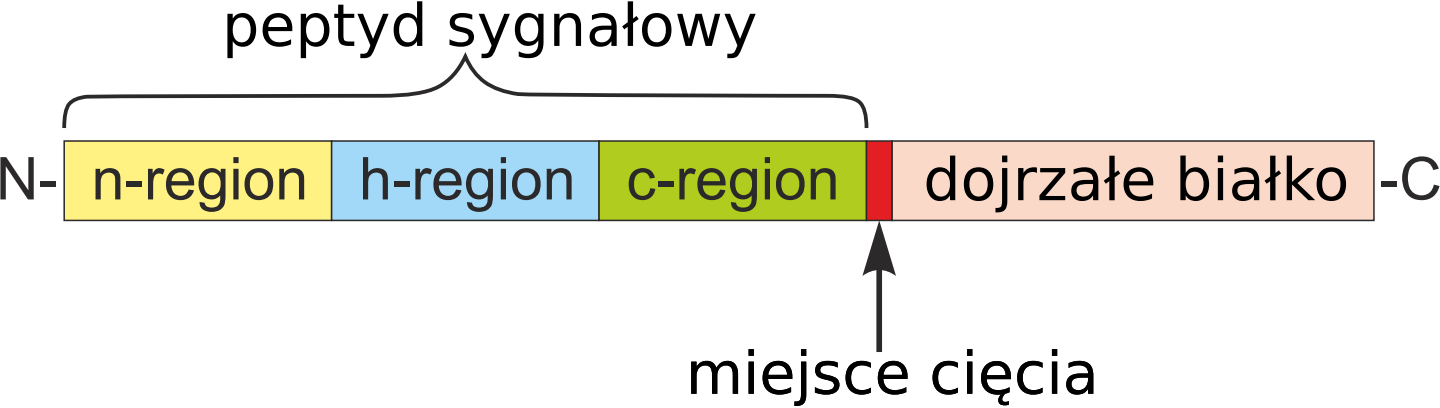 peptyd sygnałowy
N- n-region h-region c-region dojrzałe białko -C
miejsce cięcia